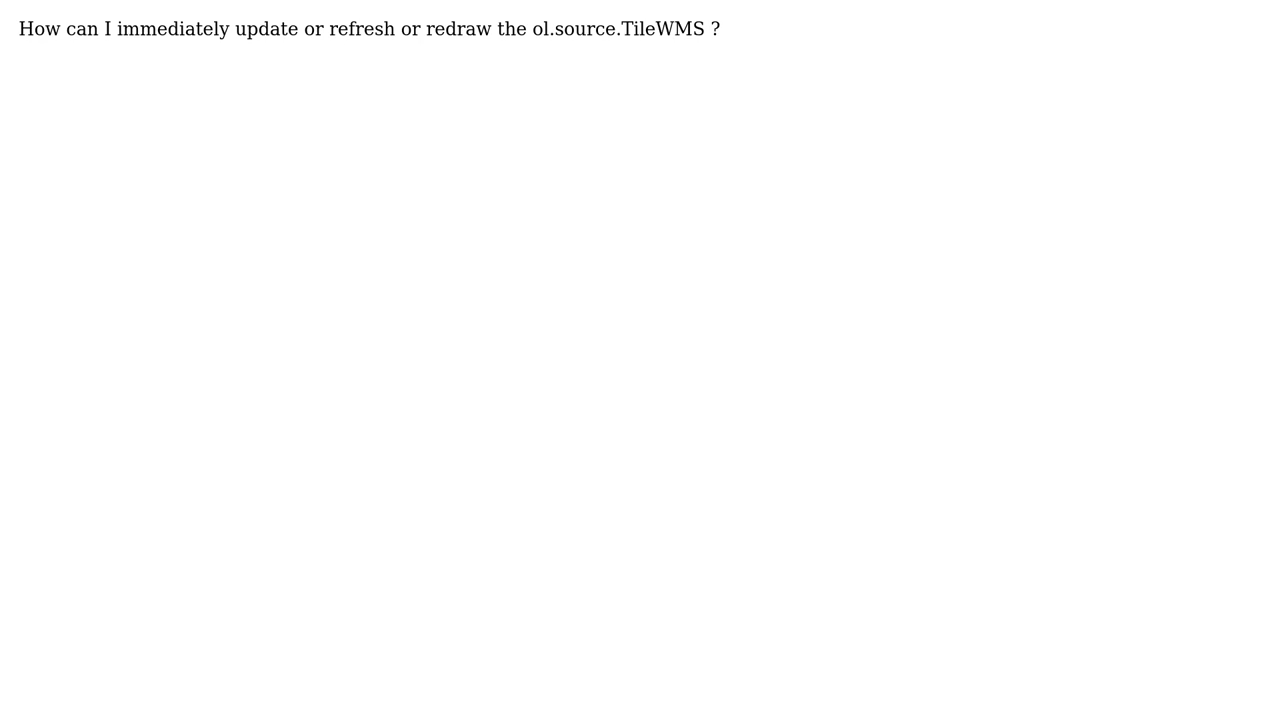 How can I immediately update or refresh or redraw the ol.source.TileWMS ?